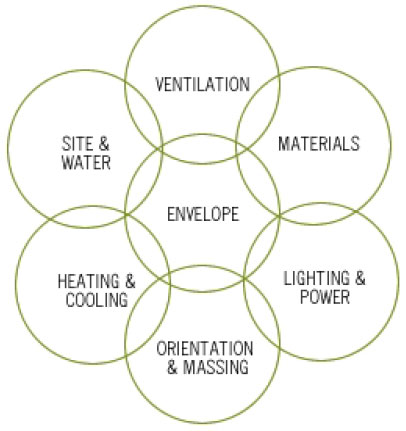 VENTILATION
SITE &
WATER
MATERIALS
ENVELOPE
HEATING &
COOLING
LIGHTING &
POWER
ORIENTATION
& MASSING